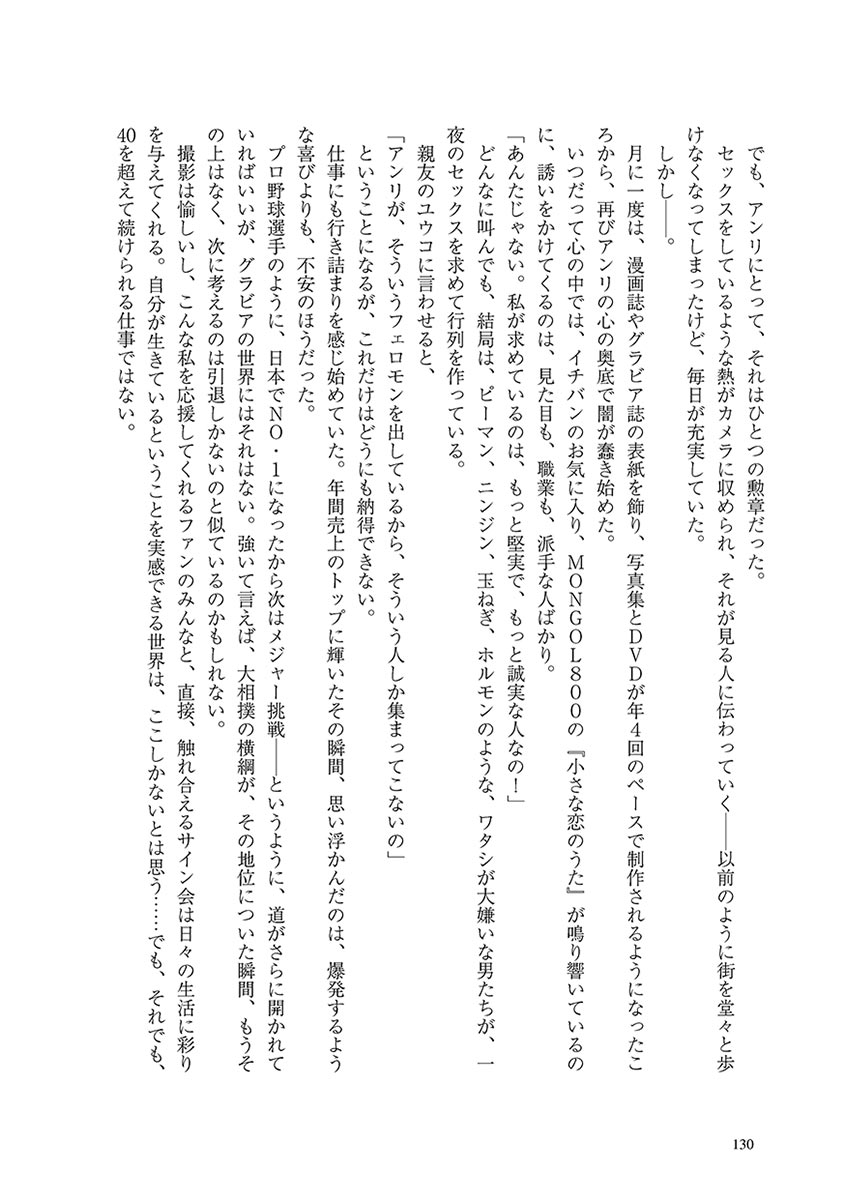 でも、アンリにとって、それはひとつの勲章だった。
セックスをしているような熱がカメラに収められ、それが見る人に伝わっていく――以前のように街を堂々と歩
けなくなってしまったけど、毎日が充実していた。
しかし――。
月に一度は、漫画誌やグラビア誌の表紙を飾り、写真集とDVDが年4回のペースで制作されるようになったこ
ろから、再びアンリの心の奥底で闇が蠢き始めた。
いつだって心の中では、イチバンのお気に入り、MONGOL800の『小さな恋のうた』が鳴り響いているの
に、誘いをかけてくるのは、見た目も、職業も、派手な人ばかり。
「あんたじゃない。私が求めているのは、もっと堅実で、もっと誠実な人なの！」
どんなに叫んでも、結局は、ピーマン、ニンジン、玉ねぎ、ホルモンのような、ワタシが大嫌いな男たちが、一
夜のセックスを求めて行列を作っている。
親友のユウコに言わせると、
「アンリが、そういうフェロモンを出しているから、そういう人しか集まってこないの」
ということになるが、これだけはどうにも納得できない。
仕事にも行き詰まりを感じ始めていた。年間売上のトップに輝いたその瞬間、思い浮かんだのは、爆発するよう
な喜びよりも、不安のほうだった。
プロ野球選手のように、日本でNO・1になったから次はメジャー挑戦――というように、道がさらに開かれて
いればいいが、グラビアの世界にはそれはない。強いて言えば、大相撲の横綱が、その地位についた瞬間、もうそ
の上はなく、次に考えるのは引退しかないのと似ているのかもしれない。
撮影は愉しいし、こんな私を応援してくれるファンのみんなと、直接、触れ合えるサイン会は日々の生活に彩り
を与えてくれる。自分が生きているということを実感できる世界は、ここしかないとは思う……でも、それでも、
40を超えて続けられる仕事ではない。
130